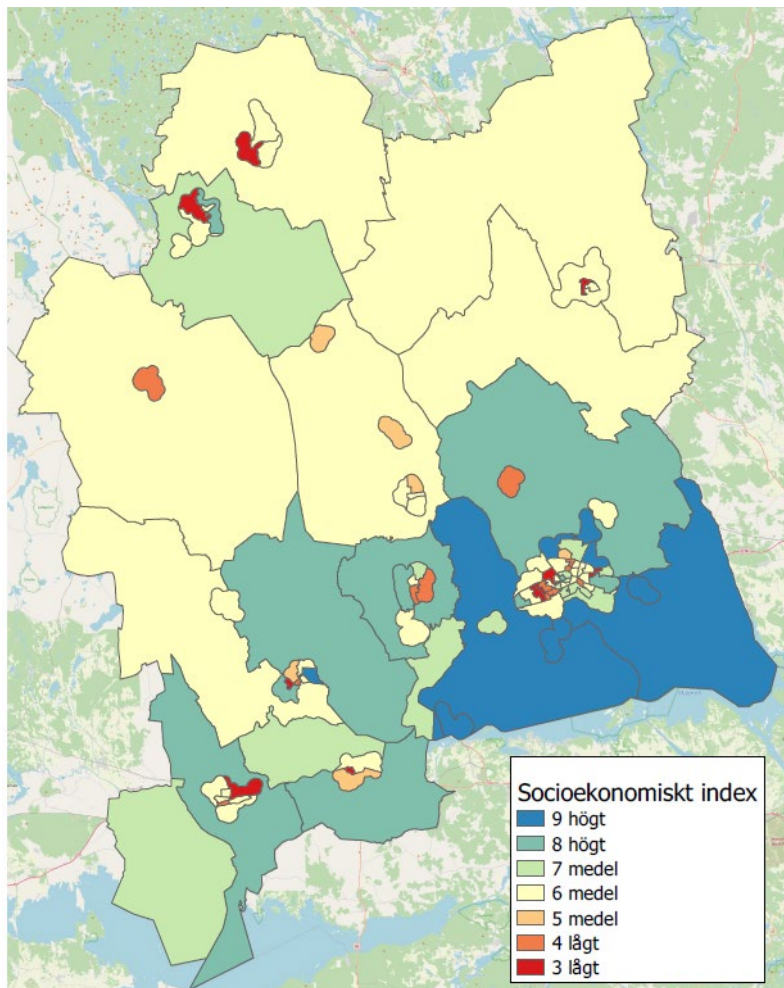 Socioekonomiskt index
9 högt
8 högt
7 medel
6 medel
5 medel
4 lågt
3 lågt